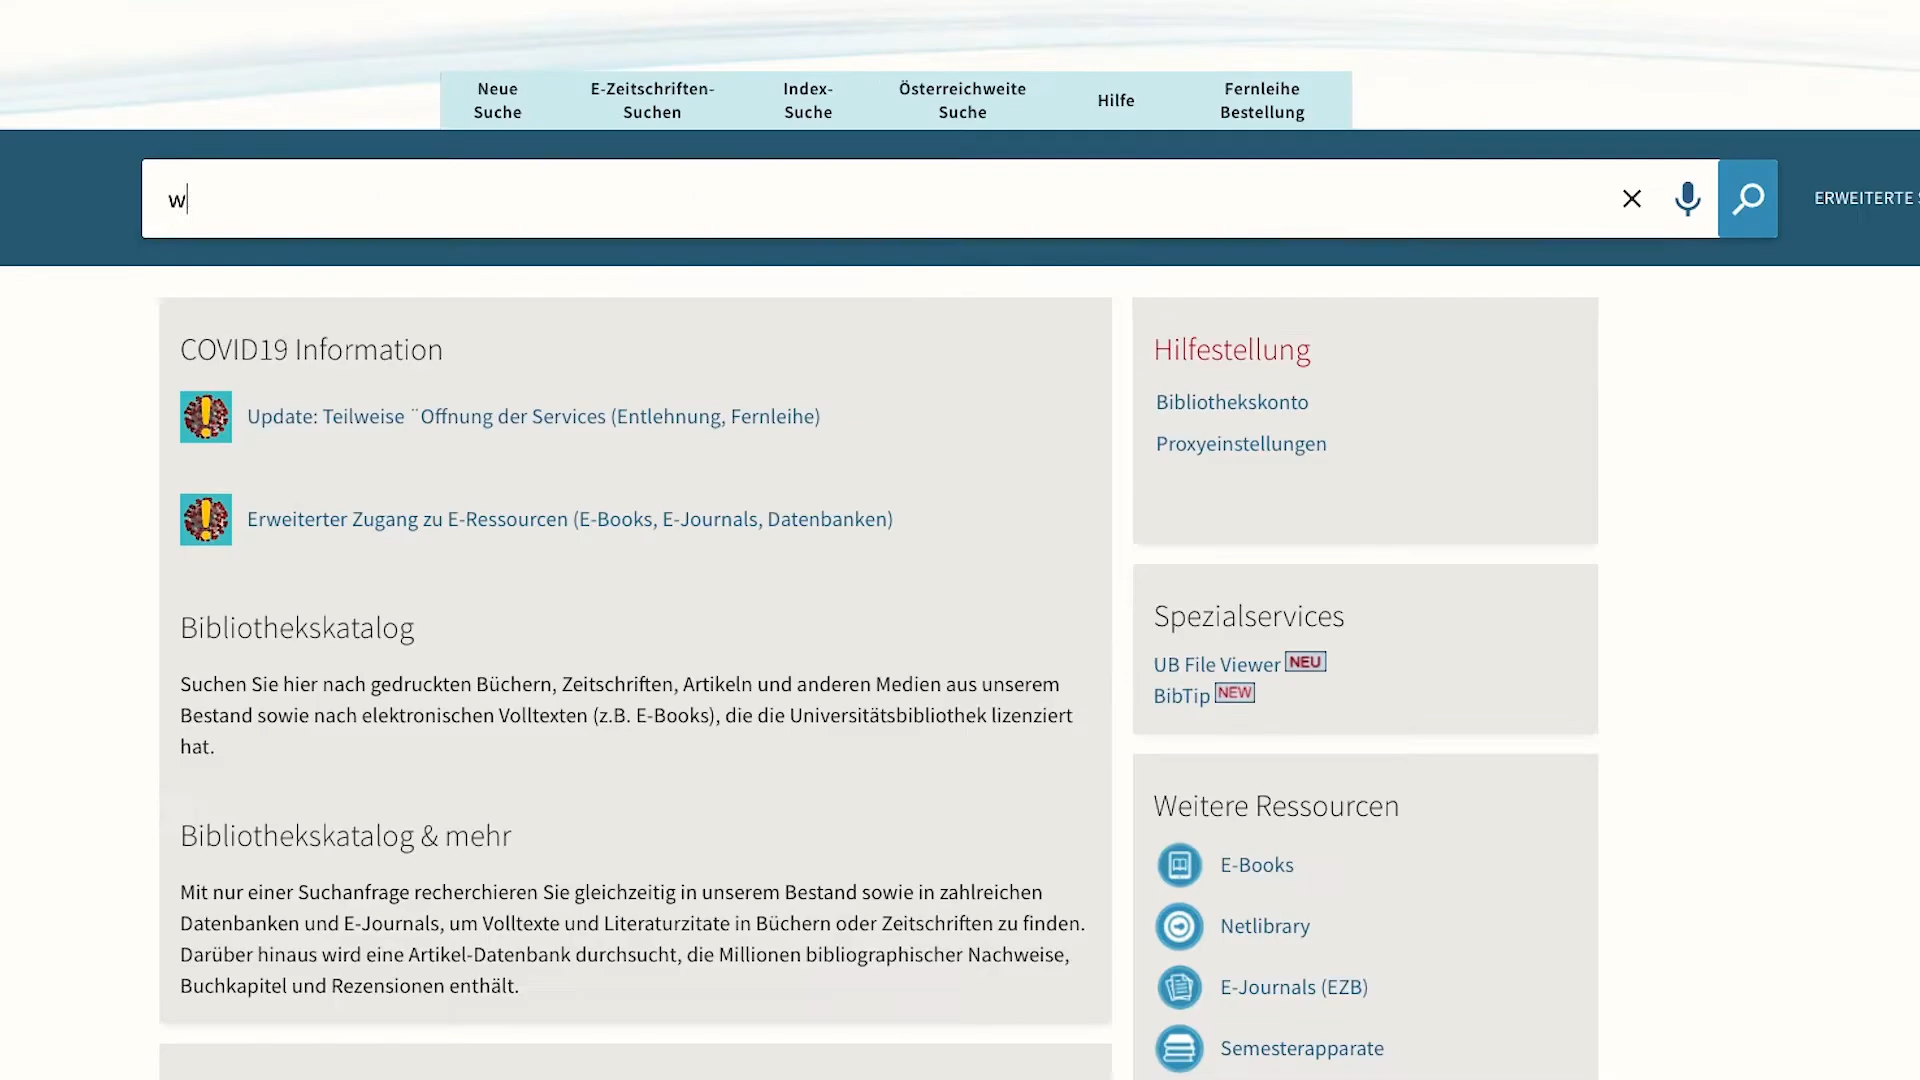 Neue
Suche
E-Zeitschriften-
Suchen
Index-
Suche
Österreichweite
Suche
Hilfe
Fernleihe
Bestellung
w
ERWEITERTE
COVID19 Information
Update: Teilweise ¨Offnung der Services (Entlehnung, Fernleihe)
Erweiterter Zugang zu E-Ressourcen (E-Books, E-Journals, Datenbanken)
Bibliothekskatalog
Suchen Sie hier nach gedruckten Büchern, Zeitschriften, Artikeln und anderen Medien aus unserem
Bestand sowie nach elektronischen Volltexten (z.B. E-Books), die die Universitätsbibliothek lizenziert
hat.
Bibliothekskatalog & mehr
Mit nur einer Suchanfrage recherchieren Sie gleichzeitig in unserem Bestand sowie in zahlreichen
Datenbanken und E-Journals, um Volltexte und Literaturzitate in Büchern oder Zeitschriften zu finden.
Darüber hinaus wird eine Artikel-Datenbank durchsucht, die Millionen bibliographischer Nachweise,
Buchkapitel und Rezensionen enthält.
Hilfestellung
Bibliothekskonto
Proxyeinstellungen
Spezialservices
UB File Viewer NEU
BibTip NEW
Weitere Ressourcen
E-Books
Netlibrary
E-Journals (EZB)
Semesterapparate